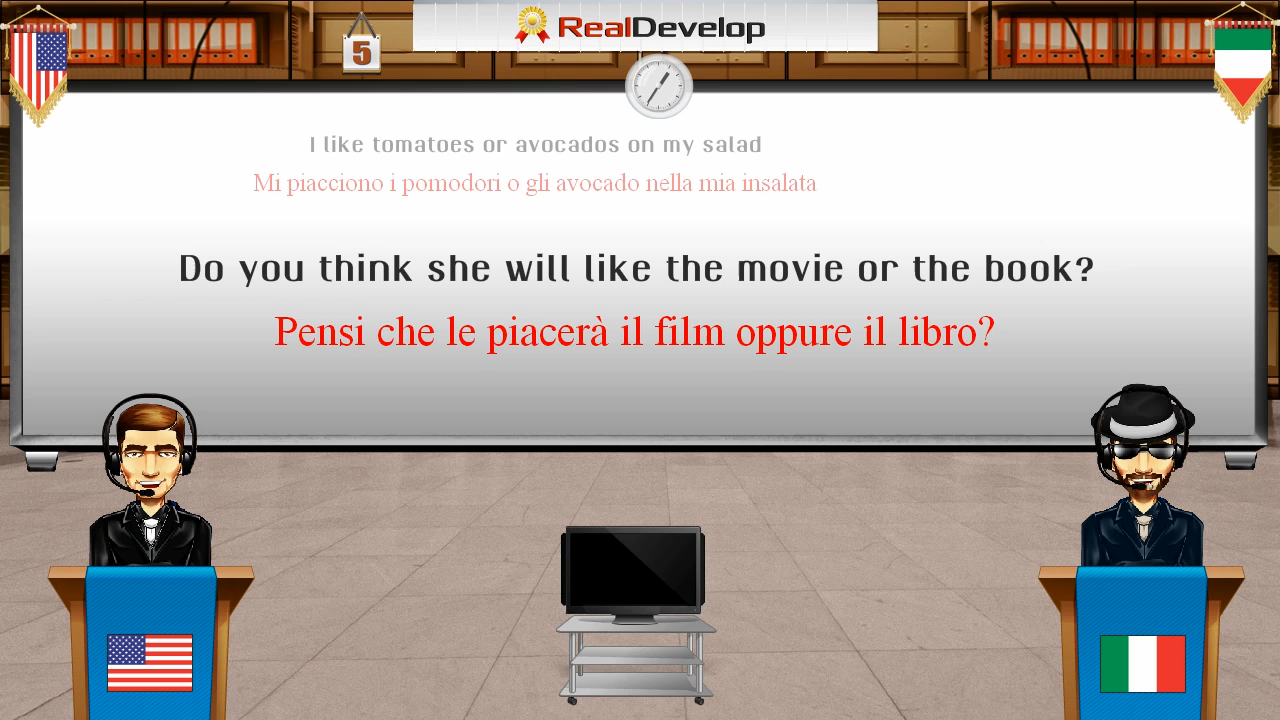 RealDevelop
5
I like tomatoes or avocados on my salad
Mi piacciono i pomodori o gli avocado nella mia insalata
Do you think she will like the movie or the book?
Pensi che le piacerà il film oppure il libro?